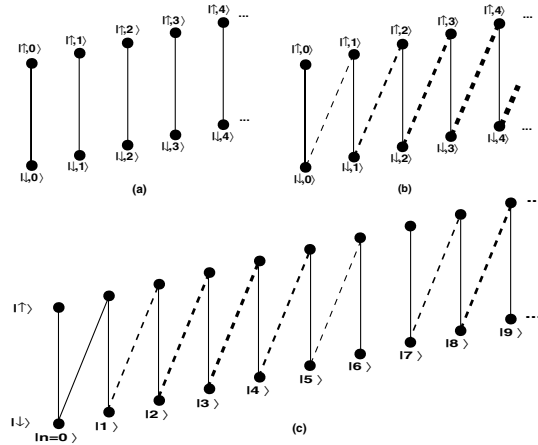 |↑,0⟩ |↑,1⟩ |↑,2⟩ |↑,3⟩ |↑,4⟩ ...
|↓,0⟩ |↓,1⟩ |↓,2⟩ |↓,3⟩ |↓,4⟩ ...
(a)
|↑,0⟩ |↑,1⟩ |↑,2⟩ |↑,3⟩ |↑,4⟩ ...
|↓,0⟩ |↓,1⟩ |↓,2⟩ |↓,3⟩ |↓,4⟩ ...
(b)
|↑⟩ ...
|↓⟩ |n=0⟩ |1⟩ |2⟩ |3⟩ |4⟩ |5⟩ |6⟩ |7⟩ |8⟩ |9⟩ ...
(c)